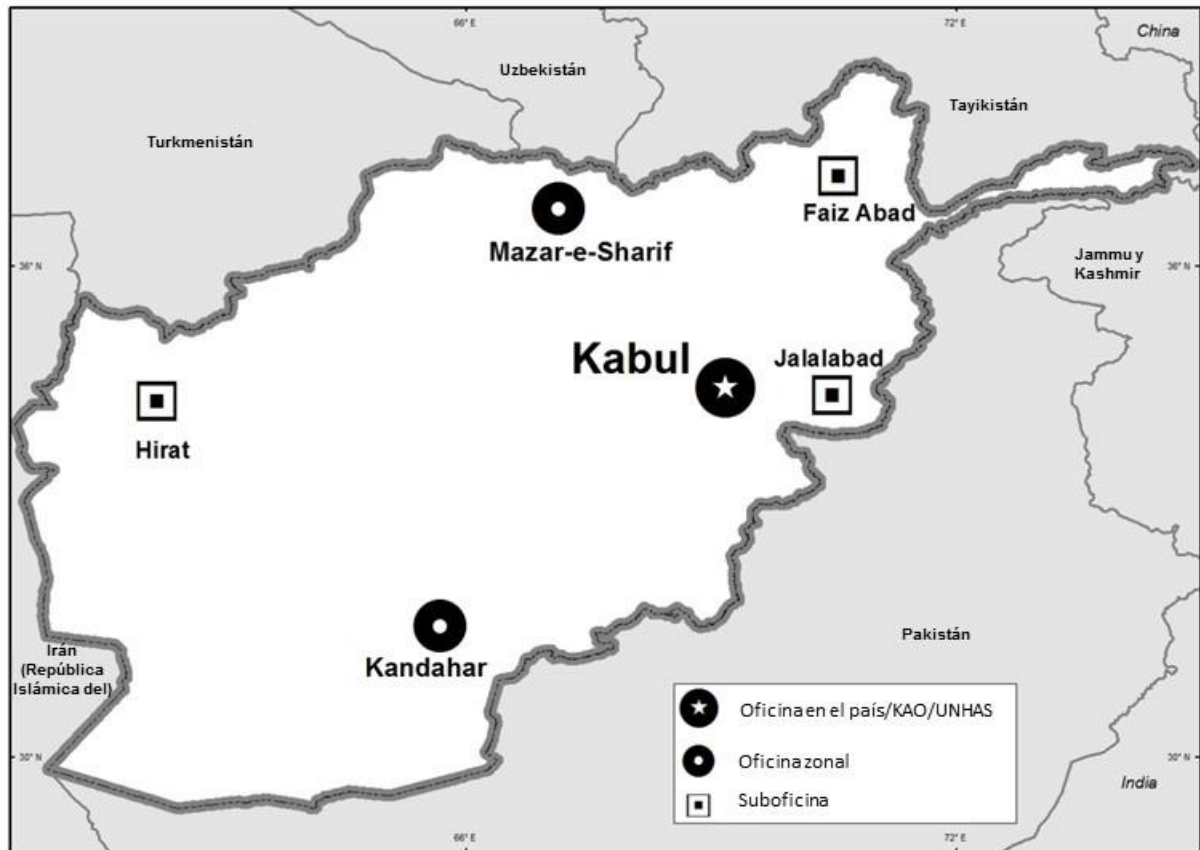 66° E
72° E
China
Uzbekistán
Tayikistán
Turkmenistán
Faiz Abad
Mazar-e-Sharif
36° N
36° N
Jammu y
Kashmir
Kabul
Jalalabad
Hirat
Kandahar
Pakistán
Irán
(República
Islámica del)
Oficina en el país/KAO/UNHAS
Oficina zonal
Suboficina
30° N
30° N
India
66° E
72° E